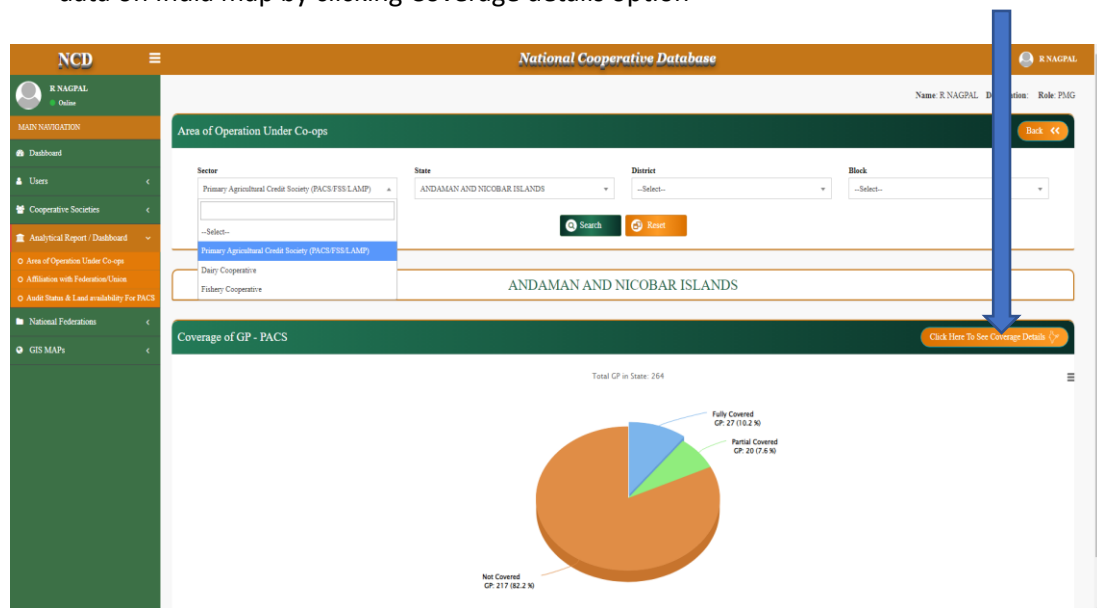 data on India map by clicking Coverage details option
NCD
National Cooperative Database
R NAGPAL
R NAGPAL
Online
Name: R NAGPAL
Role: PMG
MAIN NAVIGATION
Dashboard
Users
Cooperative Societies
Analytical Report / Dashboard
Area of Operation Under Co-ops
Affiliation with Federation/Union
Audit Status & Land availability For PACS
National Federations
GIS MAPs
Area of Operation Under Co-ops
Back
Sector
State
District
Block
Primary Agricultural Credit Society (PACS/FSS/LAMP)
ANDAMAN AND NICOBAR ISLANDS
--Select--
--Select--
--Select--
Primary Agricultural Credit Society (PACS/FSS/LAMP)
Dairy Cooperative
Fishery Cooperative
Search
Reset
ANDAMAN AND NICOBAR ISLANDS
Coverage of GP - PACS
Click Here To See Coverage Details
Total GP in State: 264
Fully Covered
GP: 27 (10.2 %)
Partial Covered
GP: 20 (7.6 %)
Not Covered
GP: 217 (82.2 %)